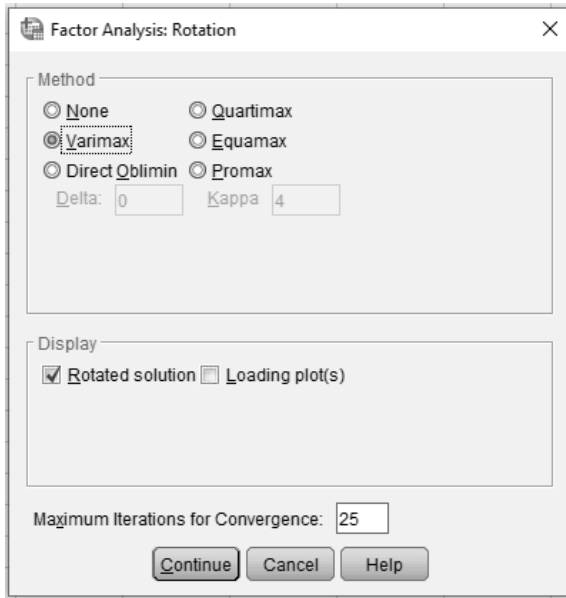 Factor Analysis: Rotation
Method
None Quartimax
Varimax Equamax
Direct Oblimin Promax
Delta: 0 Kappa 4
Display
Rotated solution Loading plot(s)
Maximum Iterations for Convergence: 25
Continue Cancel Help